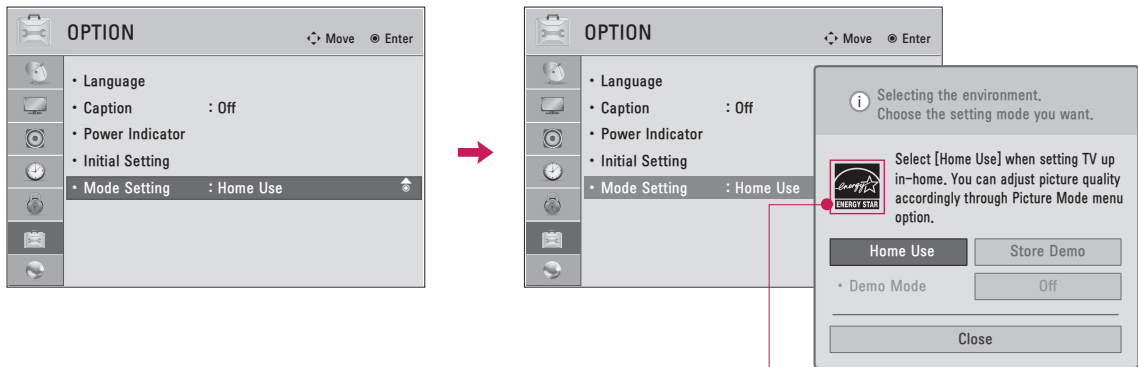 OPTION
Move Enter
• Language
• Caption : Off
• Power Indicator
• Initial Setting
• Mode Setting : Home Use
OPTION
Move Enter
• Language
• Caption : Off
• Power Indicator
• Initial Setting
• Mode Setting : Home Use
i
Selecting the environment.
Choose the setting mode you want.
energy
ENERGY STAR
Select [Home Use] when setting TV up
in-home. You can adjust picture quality
accordingly through Picture Mode menu
option.
Home Use
Store Demo
• Demo Mode
Off
Close